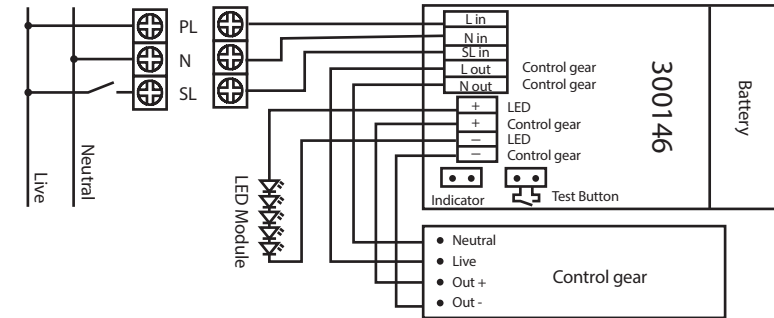 PL
N
SL
Live
Neutral
LED Module
L in
N in
SL in
L out Control gear
N out Control gear
+ LED
+ Control gear
− LED
− Control gear
Indicator
Test Button
300146
Battery
Neutral
Live
Out +
Out -
Control gear